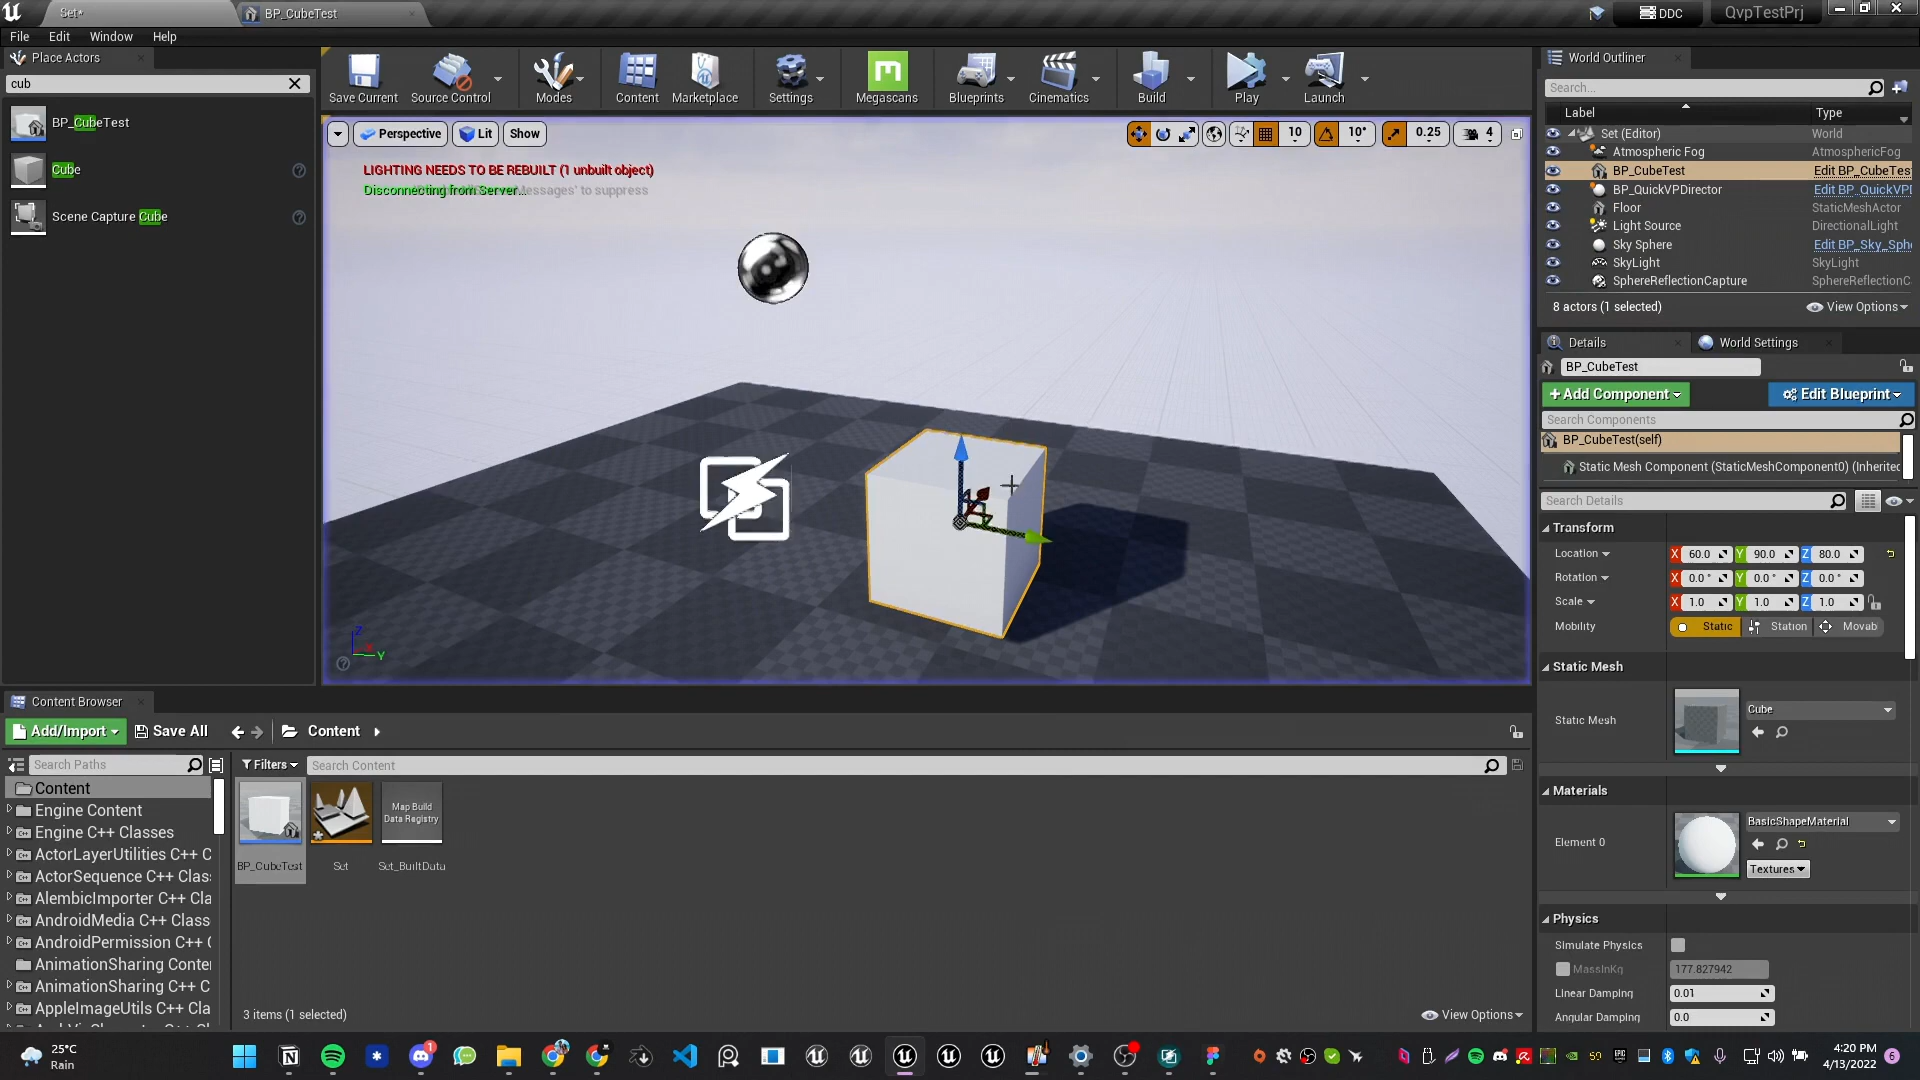 Set*
BP_CubeTest
DDC
QvpTestPrj
File Edit Window Help
Place Actors
cub
BP_CubeTest
Cube
Scene Capture Cube
Save Current
Source Control
Modes
Content
Marketplace
Settings
Megascans
Blueprints
Cinematics
Build
Play
Launch
Perspective
Lit
Show
10
10°
0.25
4
LIGHTING NEEDS TO BE REBUILT (1 unbuilt object)
Disconnecting from Server... Messages' to suppress
Z
Y
World Outliner
Search...
Label Type
Set (Editor) World
Atmospheric Fog AtmosphericFog
BP_CubeTest Edit BP_CubeTes
BP_QuickVPDirector Edit BP_QuickVPD
Floor StaticMeshActor
Light Source DirectionalLight
Sky Sphere Edit BP_Sky_Sph
SkyLight SkyLight
SphereReflectionCapture SphereReflectionC
8 actors (1 selected)
View Options
Details
World Settings
BP_CubeTest
+Add Component
Edit Blueprint
Search Components
BP_CubeTest(self)
Static Mesh Component (StaticMeshComponent0) (Inherited
Search Details
Transform
Location X 60.0 Y 90.0 Z 80.0
Rotation X 0.0 ° Y 0.0 ° Z 0.0 °
Scale X 1.0 Y 1.0 Z 1.0
Mobility Static Station Movab
Static Mesh
Static Mesh
Cube
Materials
Element 0
BasicShapeMaterial
Textures
Physics
Simulate Physics
MassInKg 177.827942
Linear Damping 0.01
Angular Damping 0.0
Content Browser
Add/Import
Save All
Content
Search Paths
Filters
Search Content
Content
Engine Content
Engine C++ Classes
ActorLayerUtilities C++ C
ActorSequence C++ Clas
AlembicImporter C++ Cla
AndroidMedia C++ Class
AndroidPermission C++ C
AnimationSharing Conte
AnimationSharing C++ C
AppleImageUtils C++ Cla
Map Build
Data Registry
BP_CubeTest
Set
Set_BuiltData
3 items (1 selected)
View Options
25°C
Rain
1
4:20 PM
4/13/2022
6